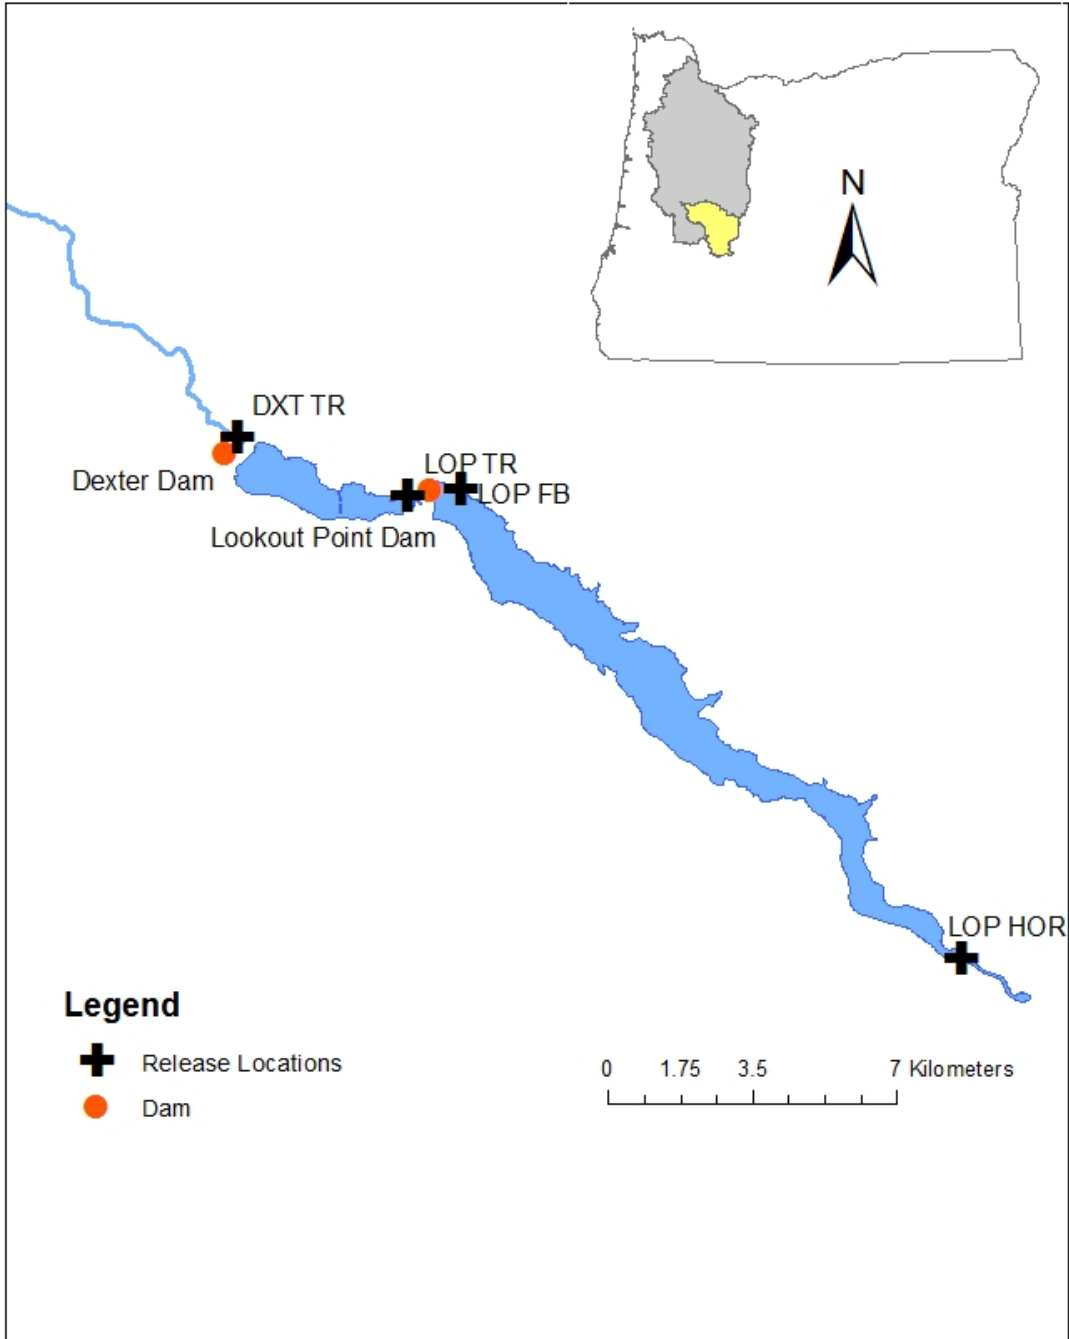 N
DXT TR
Dexter Dam
LOP TR
LOP FB
Lookout Point Dam
LOP HOR
Legend
Release Locations
Dam
0 1.75 3.5 7 Kilometers